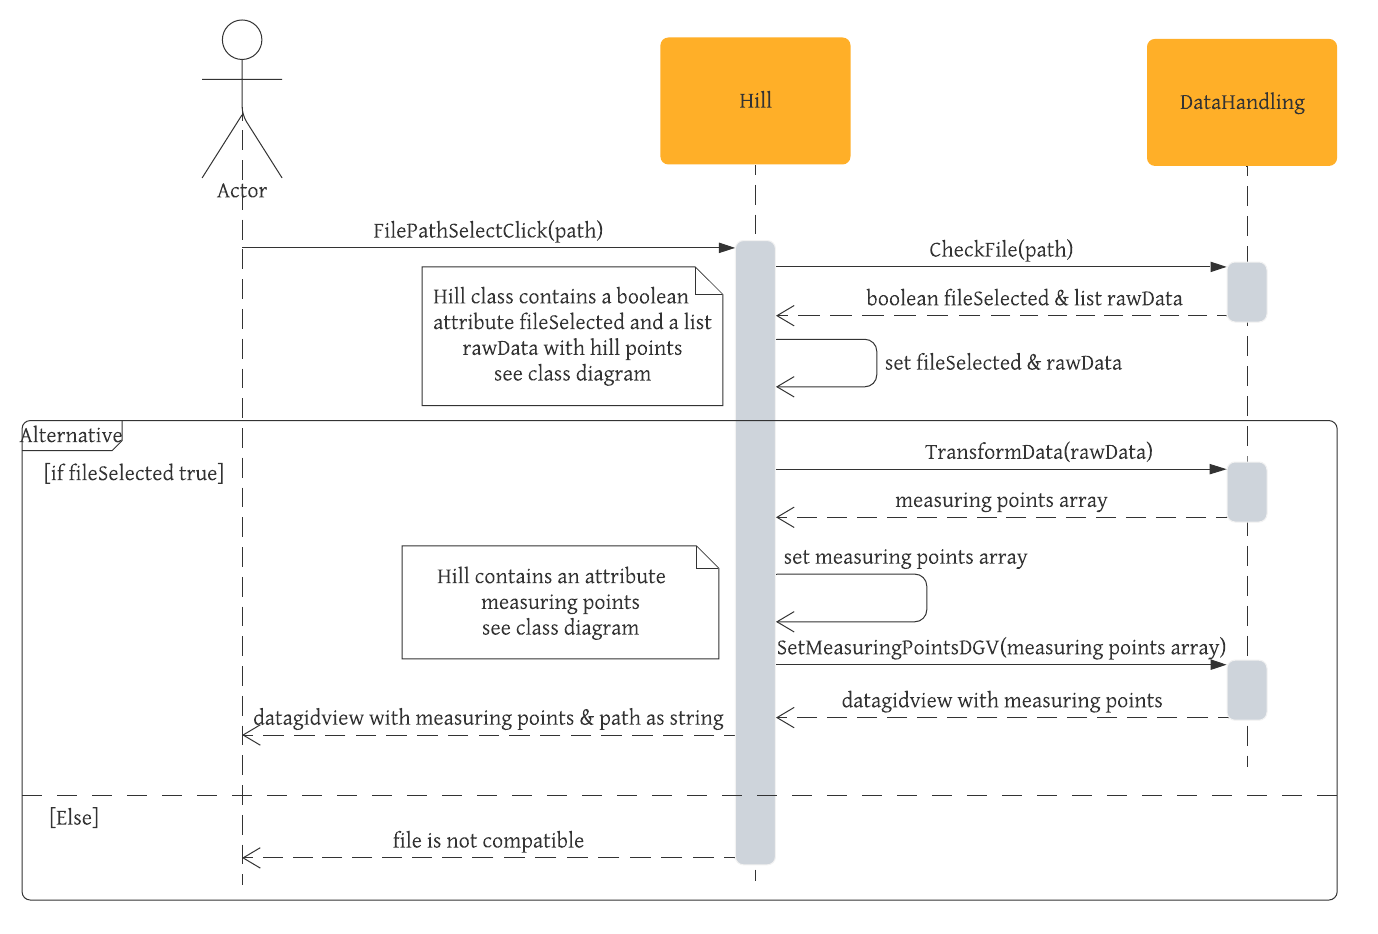 Hill
DataHandling
Actor
FilePathSelectClick(path)
CheckFile(path)
Hill class contains a boolean
attribute fileSelected and a list
rawData with hill points
see class diagram
boolean fileSelected & list rawData
set fileSelected & rawData
Alternative
[if fileSelected true]
TransformData(rawData)
measuring points array
set measuring points array
Hill contains an attribute
measuring points
see class diagram
SetMeasuringPointsDGV(measuring points array)
datagidview with measuring points
datagidview with measuring points & path as string
[Else]
file is not compatible